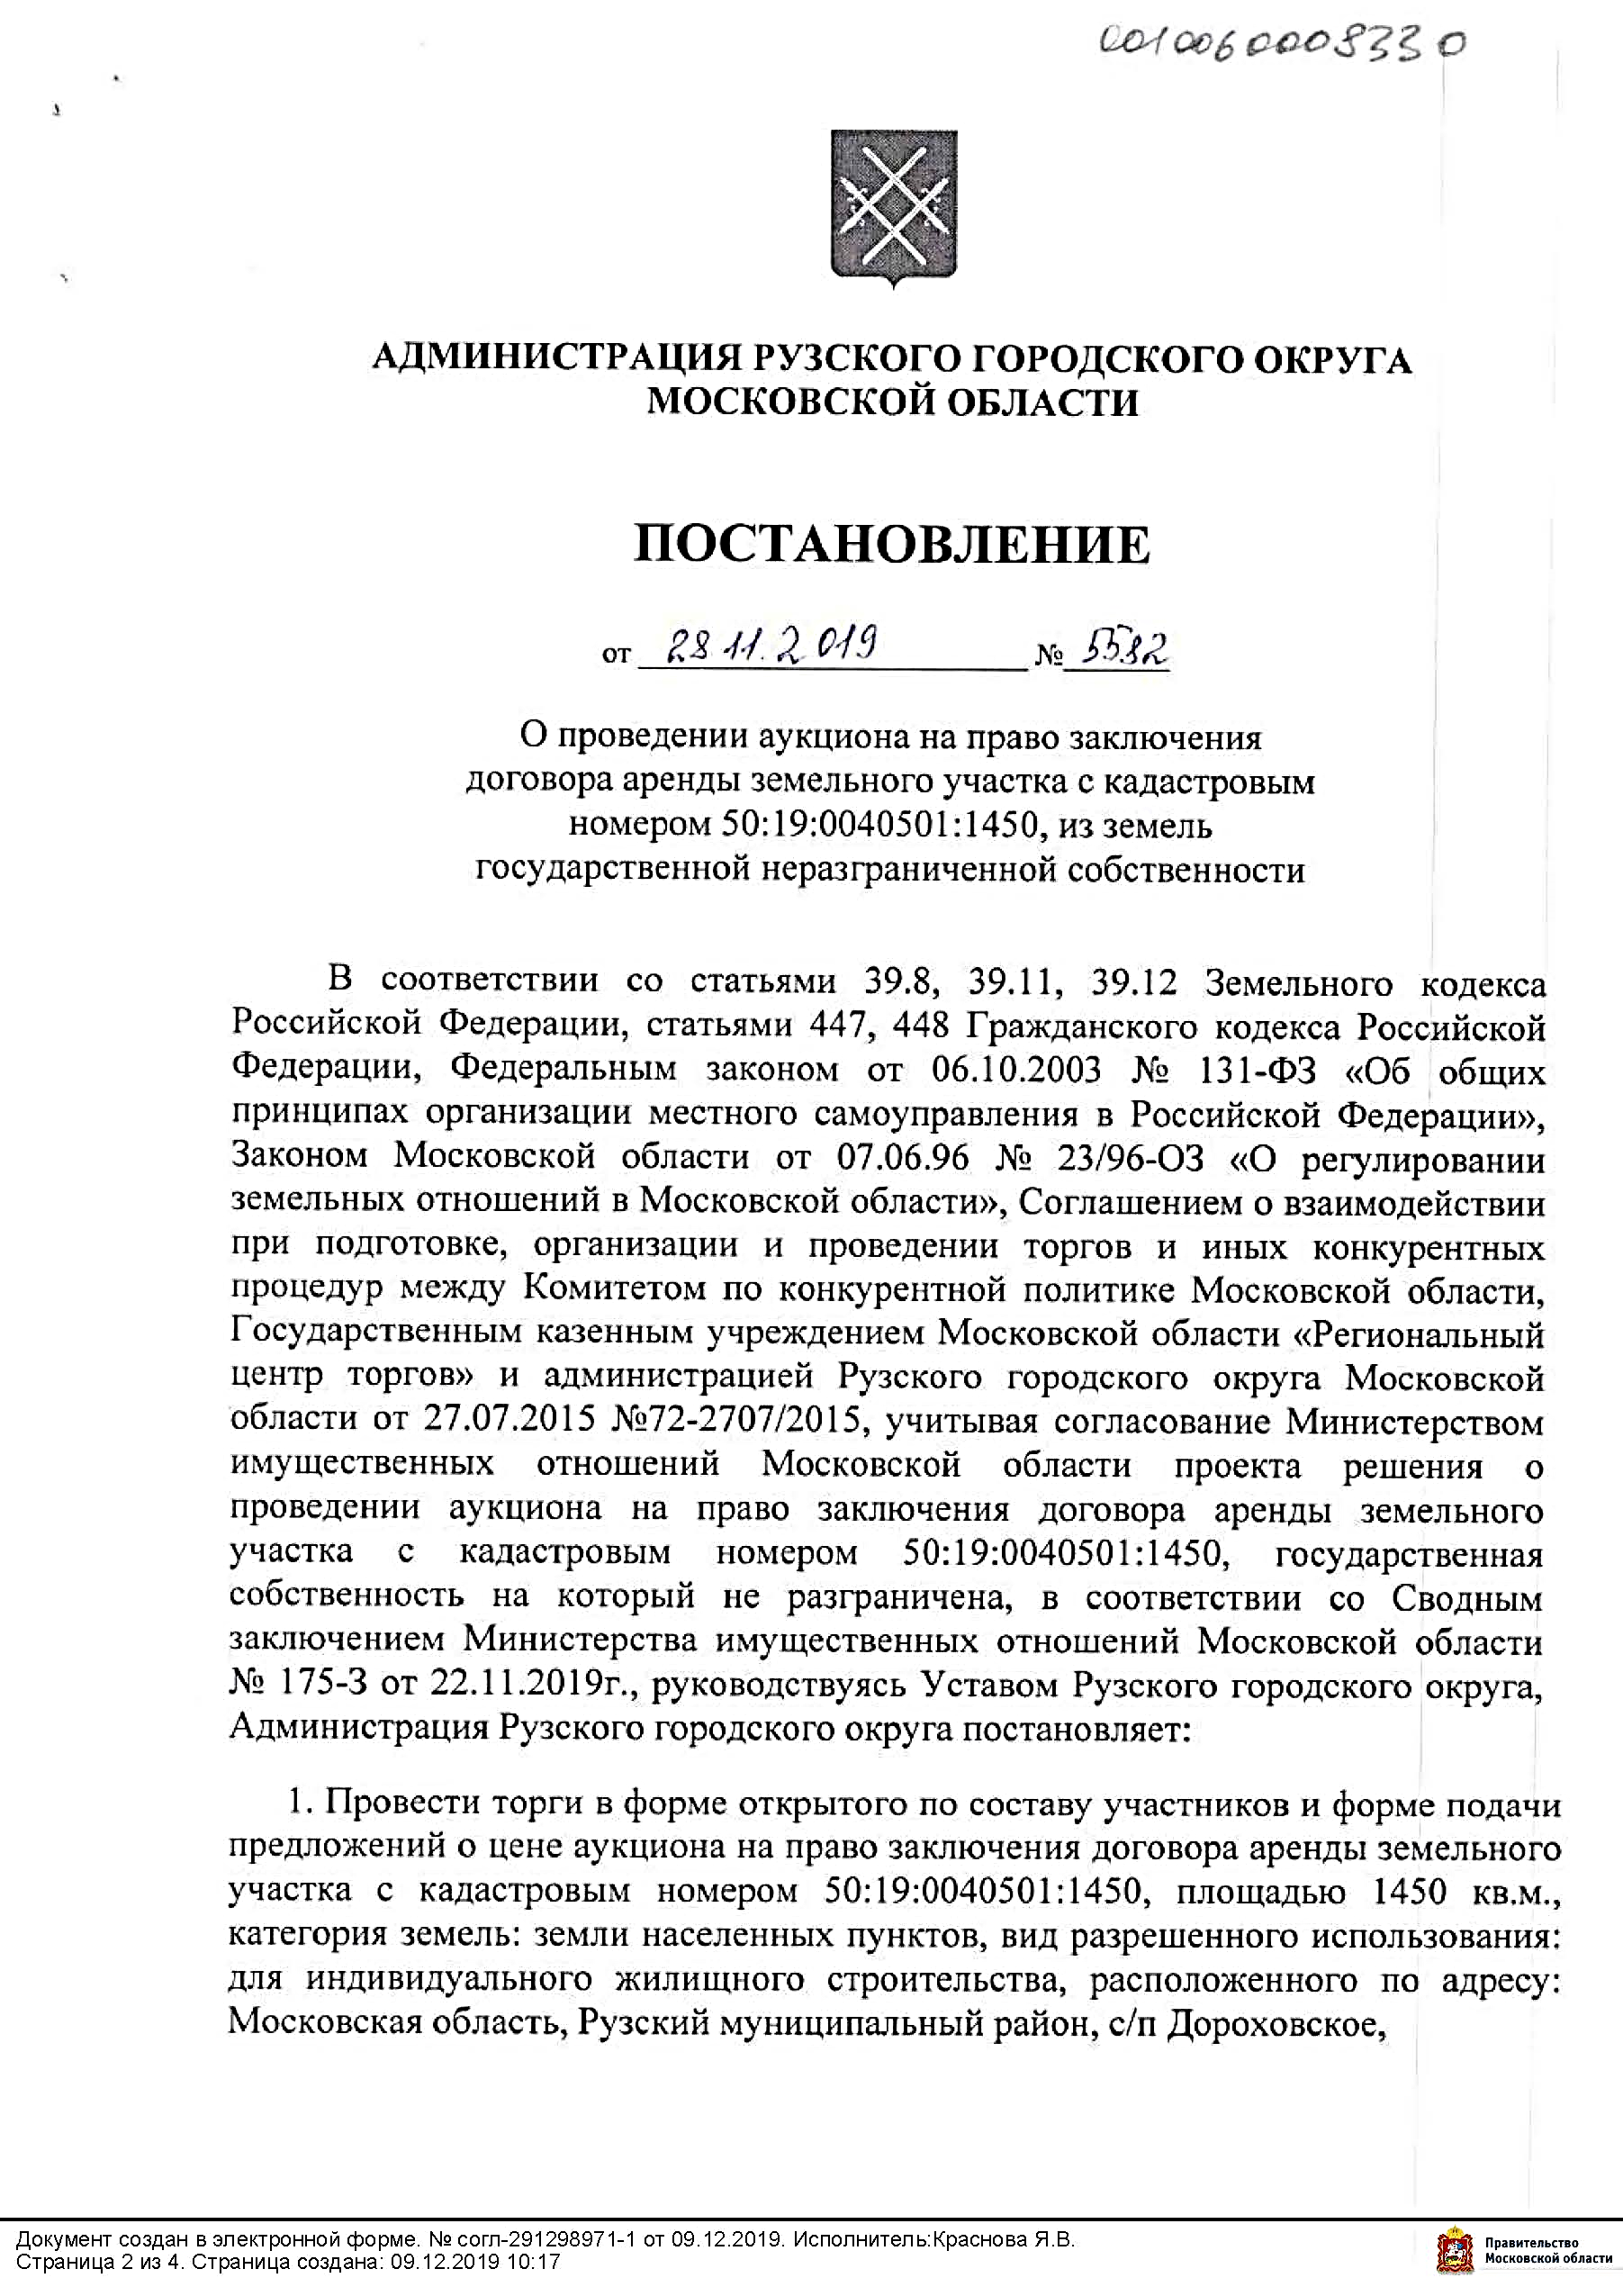 0010060008330
АДМИНИСТРАЦИЯ РУЗСКОГО ГОРОДСКОГО ОКРУГА
МОСКОВСКОЙ ОБЛАСТИ
ПОСТАНОВЛЕНИЕ
от 28.11.2019 № 5582
О проведении аукциона на право заключения
договора аренды земельного участка с кадастровым
номером 50:19:0040501:1450, из земель
государственной неразграниченной собственности
В соответствии со статьями 39.8, 39.11, 39.12 Земельного кодекса
Российской Федерации, статьями 447, 448 Гражданского кодекса Российской
Федерации, Федеральным законом от 06.10.2003 № 131-ФЗ «Об общих
принципах организации местного самоуправления в Российской Федерации»,
Законом Московской области от 07.06.96 № 23/96-ОЗ «О регулировании
земельных отношений в Московской области», Соглашением о взаимодействии
при подготовке, организации и проведении торгов и иных конкурентных
процедур между Комитетом по конкурентной политике Московской области,
Государственным казенным учреждением Московской области «Региональный
центр торгов» и администрацией Рузского городского округа Московской
области от 27.07.2015 №72-2707/2015, учитывая согласование Министерством
имущественных отношений Московской области проекта решения о
проведении аукциона на право заключения договора аренды земельного
участка с кадастровым номером 50:19:0040501:1450, государственная
собственность на который не разграничена, в соответствии со Сводным
заключением Министерства имущественных отношений Московской области
№ 175-З от 22.11.2019г., руководствуясь Уставом Рузского городского округа,
Администрация Рузского городского округа постановляет:
1. Провести торги в форме открытого по составу участников и форме подачи
предложений о цене аукциона на право заключения договора аренды земельного
участка с кадастровым номером 50:19:0040501:1450, площадью 1450 кв.м.,
категория земель: земли населенных пунктов, вид разрешенного использования:
для индивидуального жилищного строительства, расположенного по адресу:
Московская область, Рузский муниципальный район, с/п Дороховское,
Документ создан в электронной форме. № согл-291298971-1 от 09.12.2019. Исполнитель:Краснова Я.В.
Страница 2 из 4. Страница создана: 09.12.2019 10:17
Правительство
Московской области